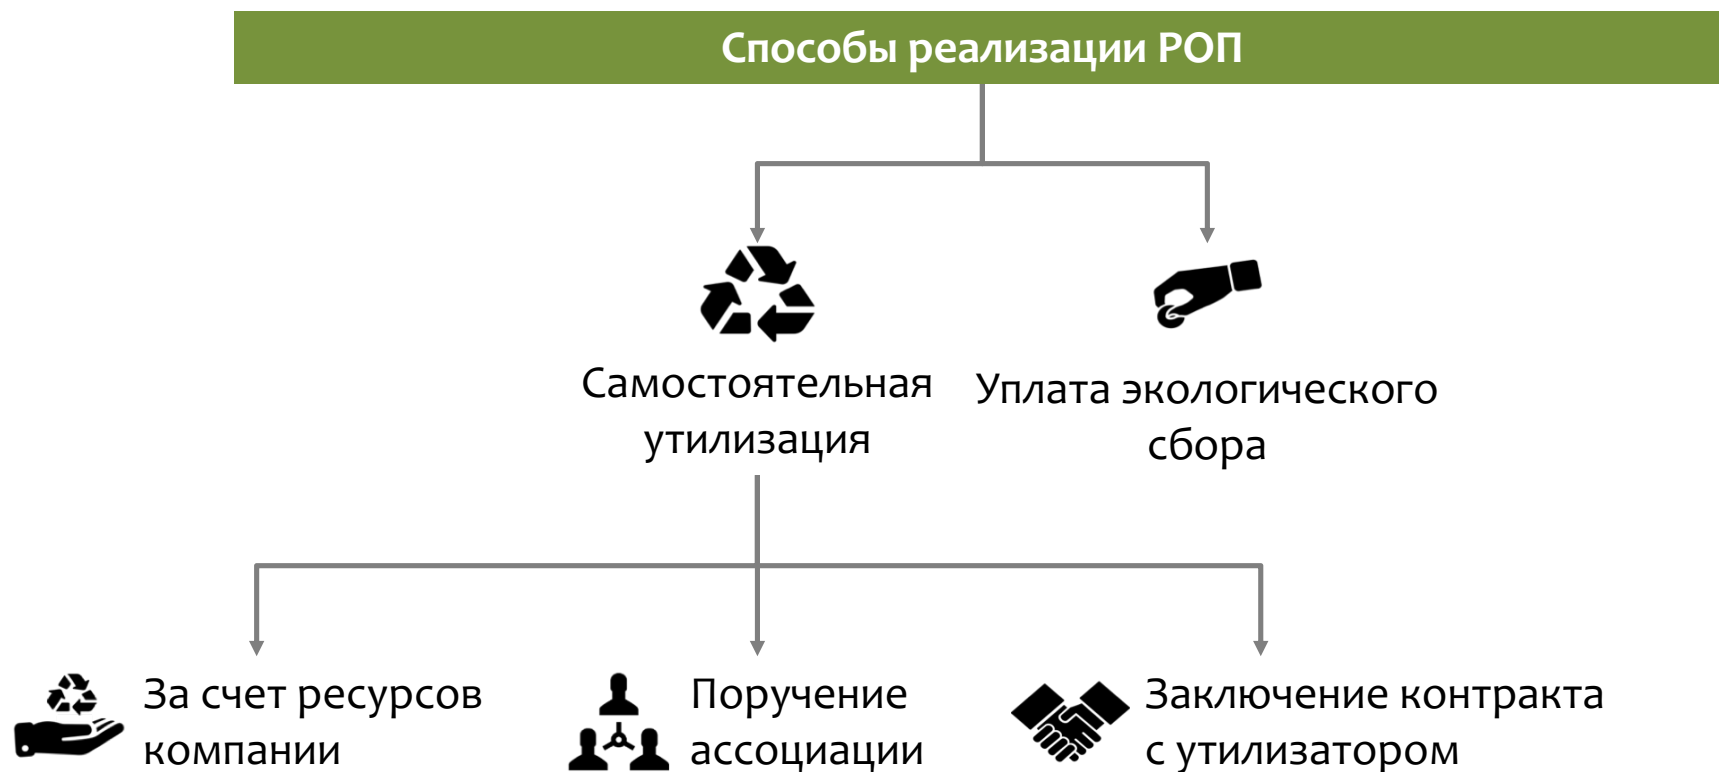 Способы реализации РОП
Самостоятельная
утилизация
Уплата экологического
сбора
За счет ресурсов
компании
Поручение
ассоциации
Заключение контракта
с утилизатором